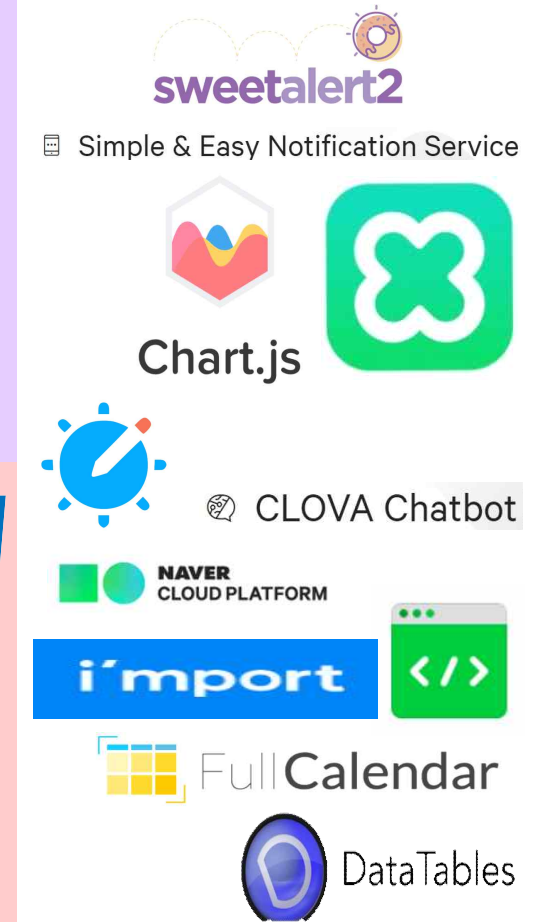 sweetalert2
Simple & Easy Notification Service
Chart.js
CLOVA Chatbot
NAVER
CLOUD PLATFORM
i'mport
</>
FullCalendar
DataTables